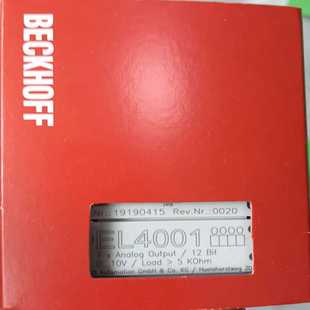 BECKHOFF
Nr.:19190415 Rev.Nr.:0020
EL4001
Analog Output / 12 Bit
10V / Load ≥ 5 KOhm
Automation GmbH & Co. KG / Huelshorstweg 20